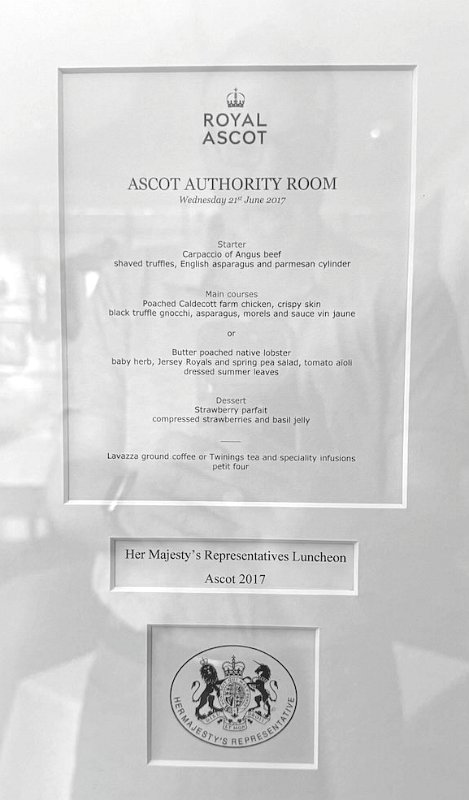 ROYAL
ASCOT
ASCOT AUTHORITY ROOM
Wednesday 21st June 2017
Starter
Carpaccio of Angus beef
shaved truffles, English asparagus and parmesan cylinder
Main courses
Poached Caldecott farm chicken, crispy skin
black truffle gnocchi, asparagus, morels and sauce vin jaune
or
Butter poached native lobster
baby herb, Jersey Royals and spring pea salad, tomato aïoli
dressed summer leaves
Dessert
Strawberry parfait
compressed strawberries and basil jelly
Lavazza ground coffee or Twinings tea and speciality infusions
petit four
Her Majesty's Representatives Luncheon
Ascot 2017
HER MAJESTY'S REPRESENTATIVE